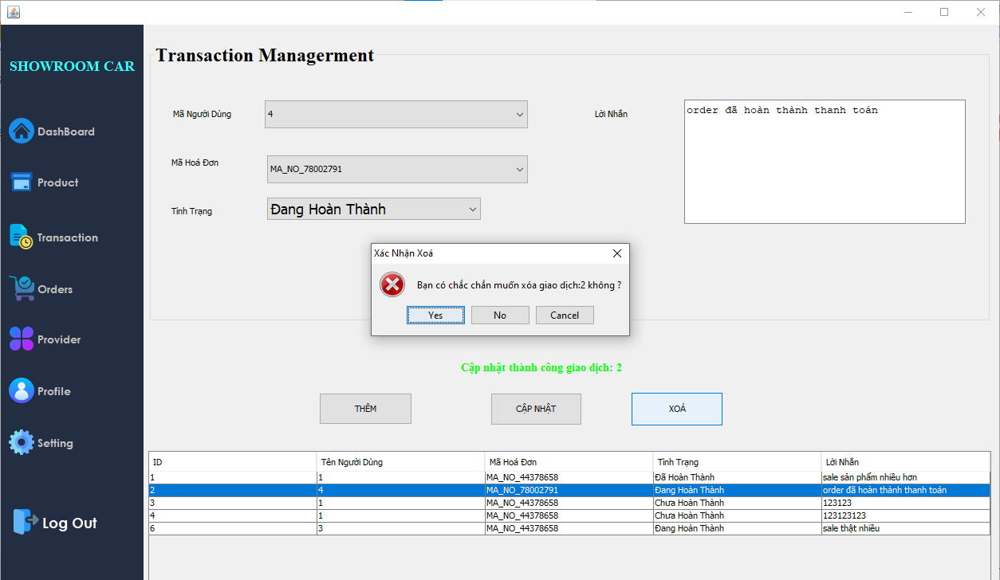 SHOWROOM CAR
DashBoard
Product
Transaction
Orders
Provider
Profile
Setting
Log Out
Transaction Managerment
Mã Người Dùng
4
Lời Nhắn
order đã hoàn thành thanh toán
Mã Hoá Đơn
MA_NO_78002791
Tình Trạng
Đang Hoàn Thành
Xác Nhận Xoá
Bạn có chắc chắn muốn xóa giao dịch:2 không ?
Yes No Cancel
Cập nhật thành công giao dịch: 2
THÊM CẬP NHẬT XOÁ
ID Tên Người Dùng Mã Hoá Đơn Tình Trạng Lời Nhắn
1 1 MA_NO_44378658 Đã Hoàn Thành sale sản phẩm nhiều hơn
2 4 MA_NO_78002791 Đang Hoàn Thành order đã hoàn thành thanh toán
3 1 MA_NO_44378658 Chưa Hoàn Thành 123123
4 1 MA_NO_44378658 Chưa Hoàn Thành 123123123
6 3 MA_NO_44378658 Đang Hoàn Thành sale thật nhiều